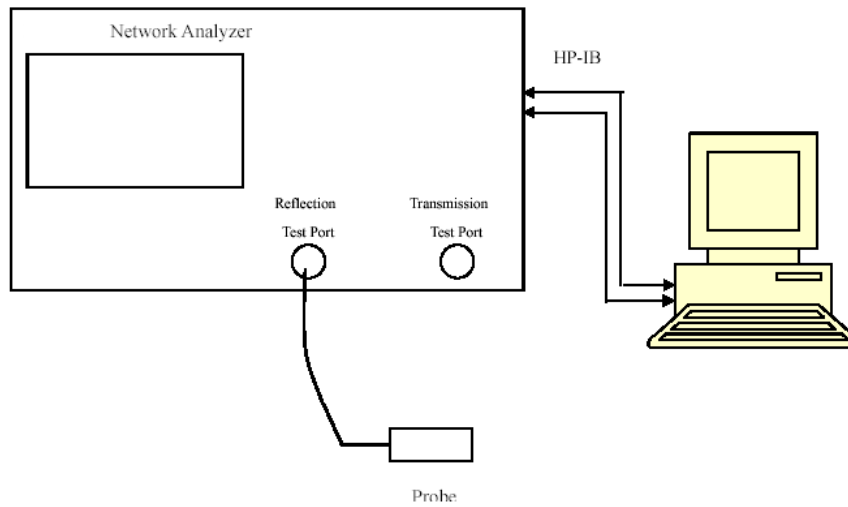 Network Analyzer
HP-IB
Reflection
Test Port
Transmission
Test Port
Probe